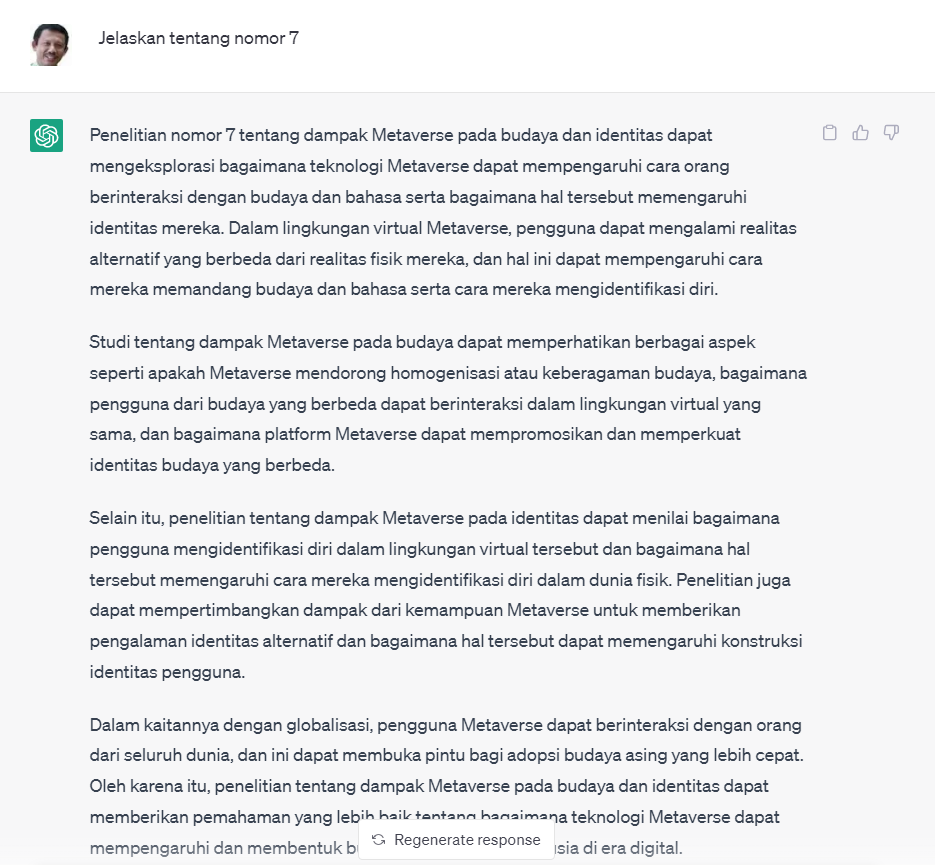 Jelaskan tentang nomor 7
Penelitian nomor 7 tentang dampak Metaverse pada budaya dan identitas dapat
mengeksplorasi bagaimana teknologi Metaverse dapat mempengaruhi cara orang
berinteraksi dengan budaya dan bahasa serta bagaimana hal tersebut memengaruhi
identitas mereka. Dalam lingkungan virtual Metaverse, pengguna dapat mengalami realitas
alternatif yang berbeda dari realitas fisik mereka, dan hal ini dapat mempengaruhi cara
mereka memandang budaya dan bahasa serta cara mereka mengidentifikasi diri.
Studi tentang dampak Metaverse pada budaya dapat memperhatikan berbagai aspek
seperti apakah Metaverse mendorong homogenisasi atau keberagaman budaya, bagaimana
pengguna dari budaya yang berbeda dapat berinteraksi dalam lingkungan virtual yang
sama, dan bagaimana platform Metaverse dapat mempromosikan dan memperkuat
identitas budaya yang berbeda.
Selain itu, penelitian tentang dampak Metaverse pada identitas dapat menilai bagaimana
pengguna mengidentifikasi diri dalam lingkungan virtual tersebut dan bagaimana hal
tersebut memengaruhi cara mereka mengidentifikasi diri dalam dunia fisik. Penelitian juga
dapat mempertimbangkan dampak dari kemampuan Metaverse untuk memberikan
pengalaman identitas alternatif dan bagaimana hal tersebut dapat memengaruhi konstruksi
identitas pengguna.
Dalam kaitannya dengan globalisasi, pengguna Metaverse dapat berinteraksi dengan orang
dari seluruh dunia, dan ini dapat membuka pintu bagi adopsi budaya asing yang lebih cepat.
Oleh karena itu, penelitian tentang dampak Metaverse pada budaya dan identitas dapat
memberikan pemahaman yang lebih baik tentang bagaimana teknologi Metaverse dapat
mempengaruhi dan membentuk di era digital.
Regenerate response